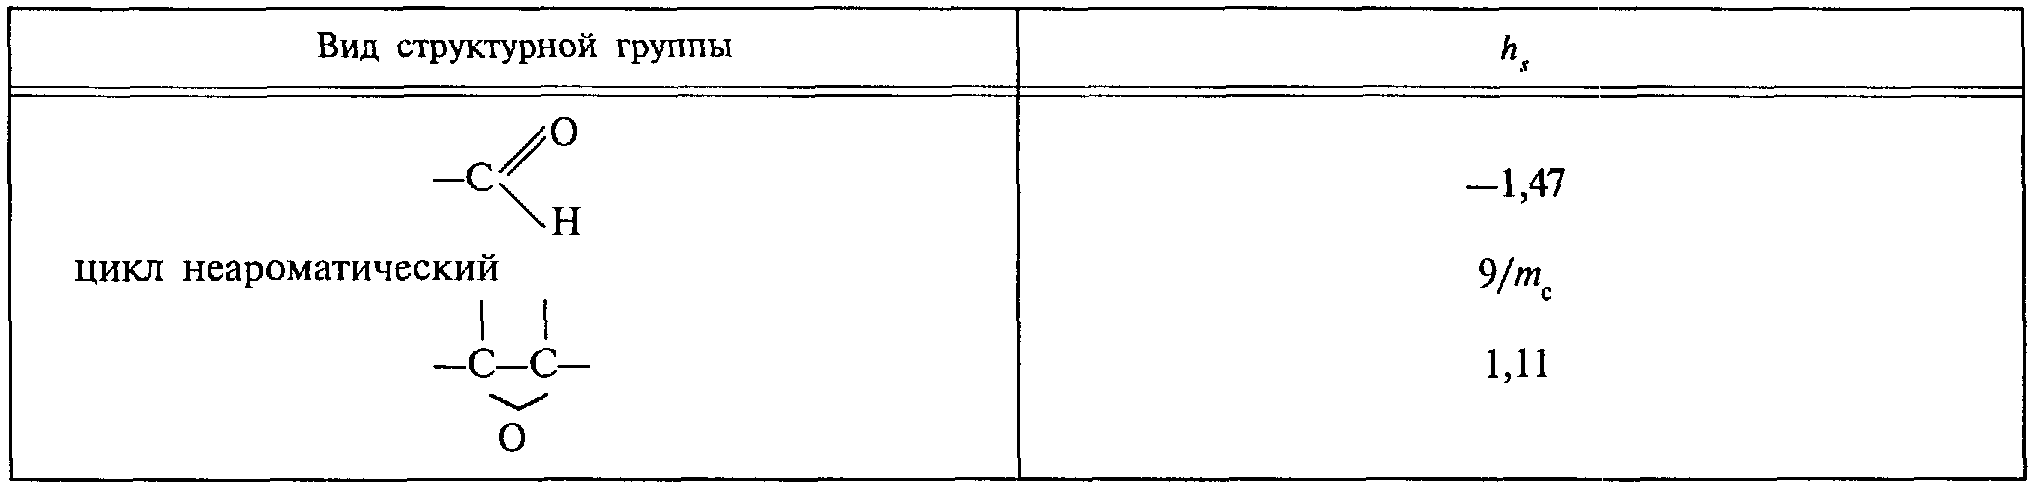 Вид структурной группы h_s
O
—C
H
—1,47
цикл неароматический 9/m_c
—C—C— 1,11
O